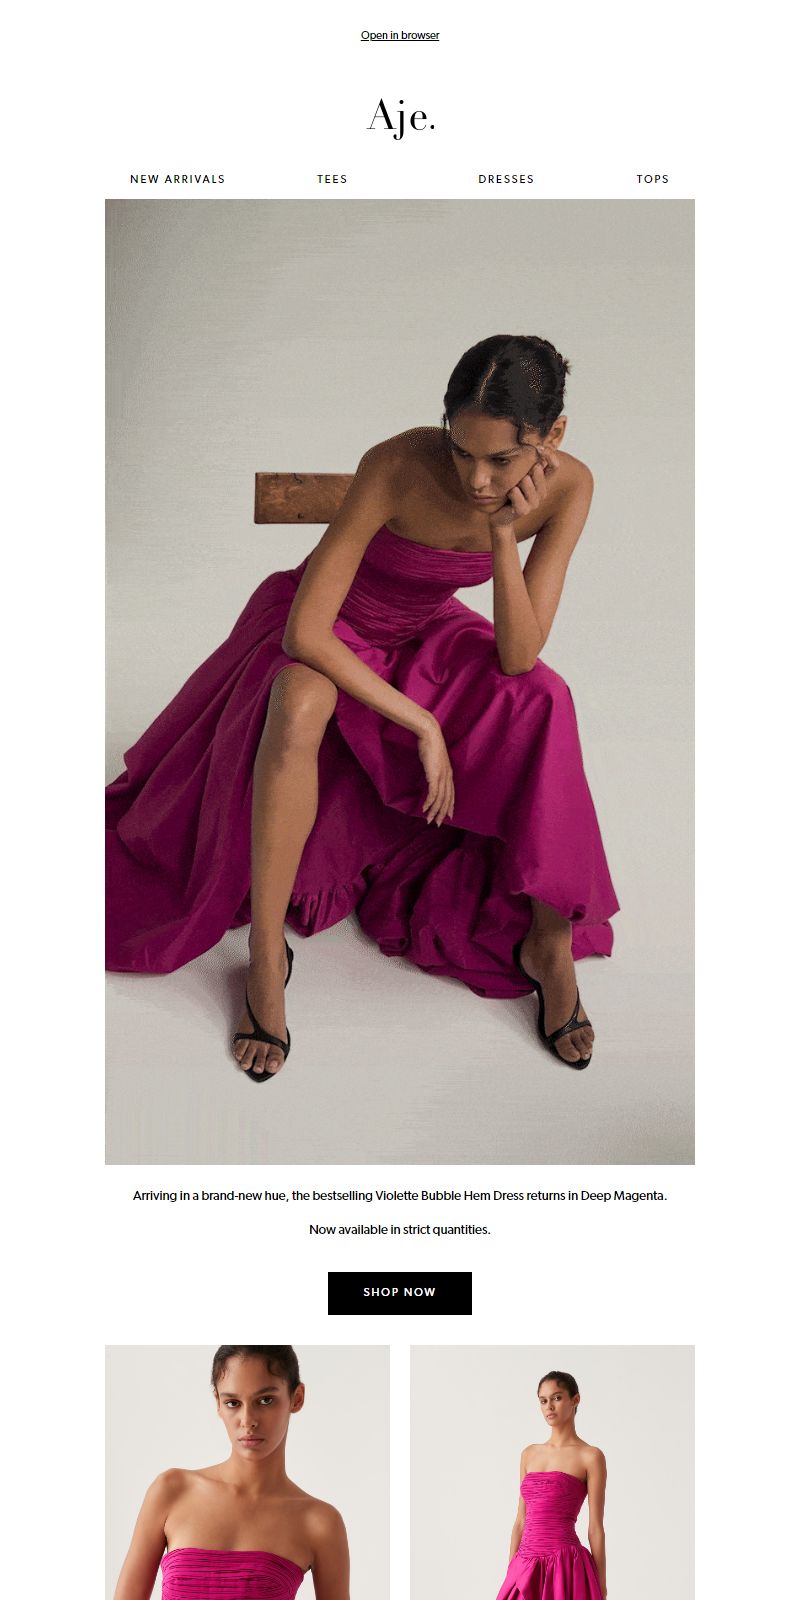 Open in browser
Aje.
NEW ARRIVALS TEES DRESSES TOPS
Arriving in a brand-new hue, the bestselling Violette Bubble Hem Dress returns in Deep Magenta.
Now available in strict quantities.
SHOP NOW